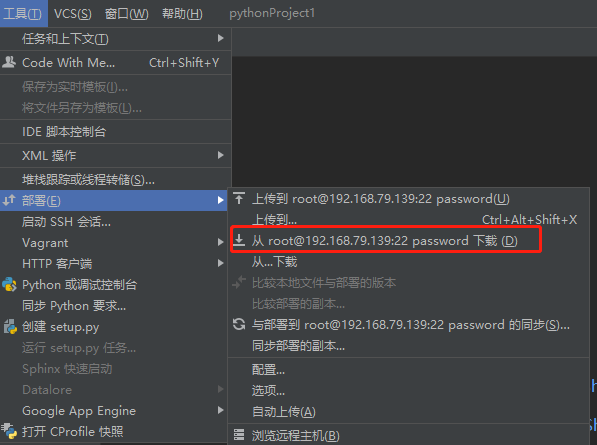 工具(T) VCS(S) 窗口(W) 帮助(H) pythonProject1
任务和上下文(T)
Code With Me... Ctrl+Shift+Y
保存为实时模板(I)...
将文件另存为模板(L)...
IDE 脚本控制台
XML 操作
堆栈跟踪或线程转储(S)...
部署(E)
启动 SSH 会话...
Vagrant
HTTP 客户端
Python 或调试控制台
同步 Python 要求...
创建 setup.py
运行 setup.py 任务...
Sphinx 快速启动
Datalore
Google App Engine
打开 CProfile 快照
上传到 root@192.168.79.139:22 password(U)
上传到... Ctrl+Alt+Shift+X
从 root@192.168.79.139:22 password 下载 (D)
从...下载
比较本地文件与部署的版本
比较部署的副本...
与部署到 root@192.168.79.139:22 password 的同步(S)...
同步部署的副本...
配置...
选项...
自动上传(A)
浏览远程主机(B)